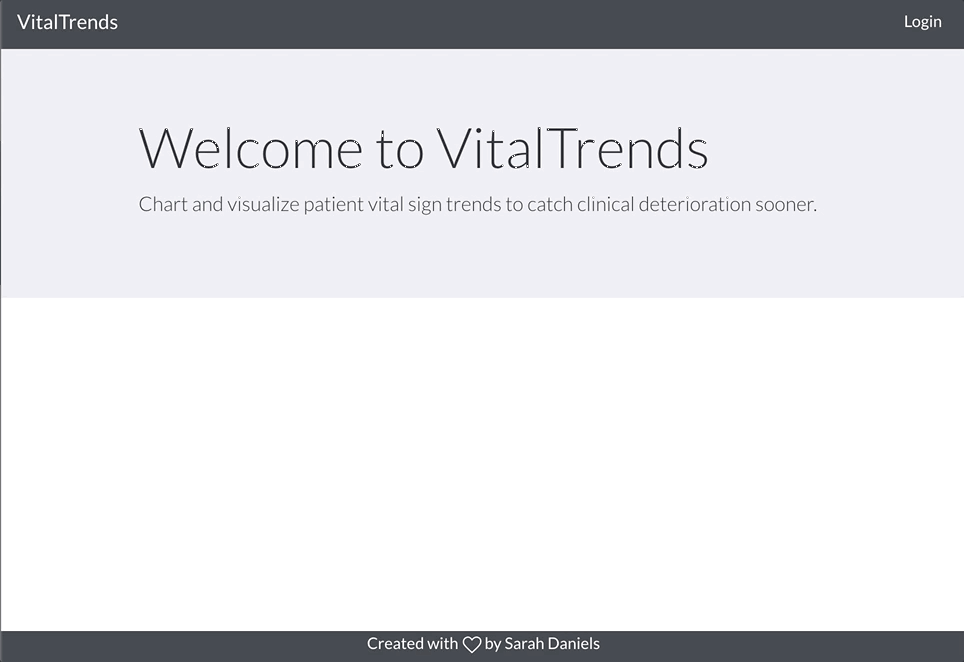 VitalTrends
Login
Welcome to VitalTrends
Chart and visualize patient vital sign trends to catch clinical deterioration sooner.
Created with ♡ by Sarah Daniels